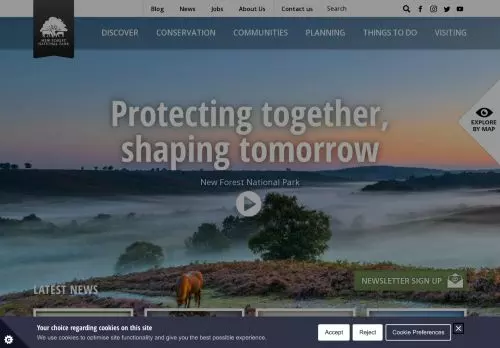 Blog News Jobs About Us Contact us Search
NEW FOREST
NATIONAL PARK
DISCOVER CONSERVATION COMMUNITIES PLANNING THINGS TO DO VISITING
Protecting together,
shaping tomorrow
New Forest National Park
EXPLORE
BY MAP
NEWSLETTER SIGN UP
LATEST NEWS
Your choice regarding cookies on this site
We use cookies to optimise site functionality and give you the best possible experience.
Accept Reject Cookie Preferences